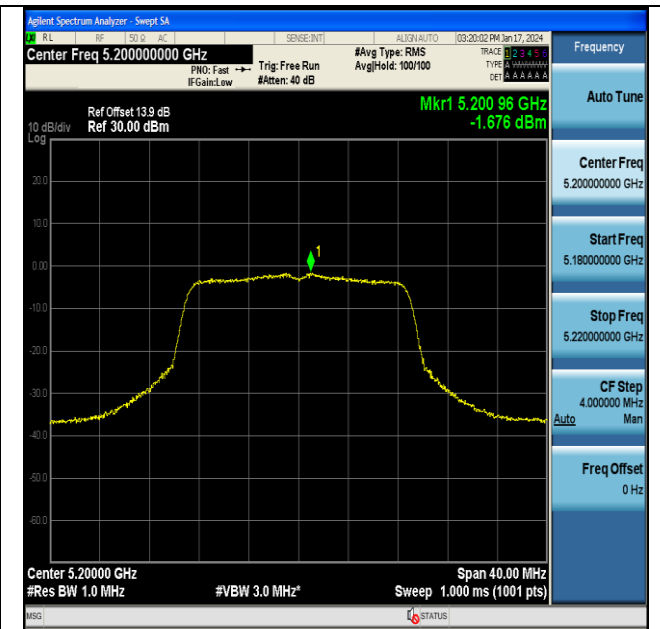 Agilent Spectrum Analyzer - Swept SA
RL RF 50 Ω AC SENSE:INT ALIGN AUTO 03:20:02 PM Jan 17, 2024
Center Freq 5.200000000 GHz
PNO: Fast
IFGain:Low
Trig: Free Run
#Atten: 40 dB
#Avg Type: RMS
Avg|Hold: 100/100
TRACE 1 2 3 4 5 6
TYPE A WWWWW
DET A A A A A A
Frequency
Auto Tune
Center Freq
5.200000000 GHz
Start Freq
5.180000000 GHz
Stop Freq
5.220000000 GHz
CF Step
4.000000 MHz
Auto Man
Freq Offset
0 Hz
Mkr1 5.200 96 GHz
-1.676 dBm
Ref Offset 13.9 dB
10 dB/div Ref 30.00 dBm
Log
20.0
10.0
0.00
-10.0
-20.0
-30.0
-40.0
-50.0
-60.0
1
Center 5.20000 GHz Span 40.00 MHz
#Res BW 1.0 MHz #VBW 3.0 MHz* Sweep 1.000 ms (1001 pts)
MSG STATUS